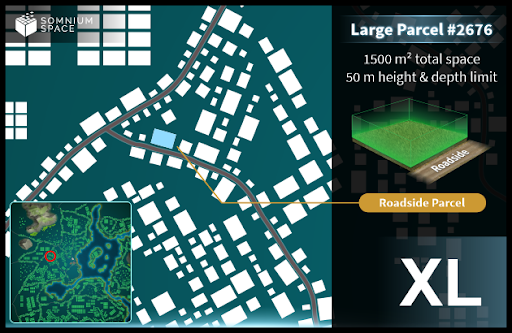 SOMNIUM
SPACE
Large Parcel #2676
1500 m² total space
50 m height & depth limit
Roadside
Roadside Parcel
XL